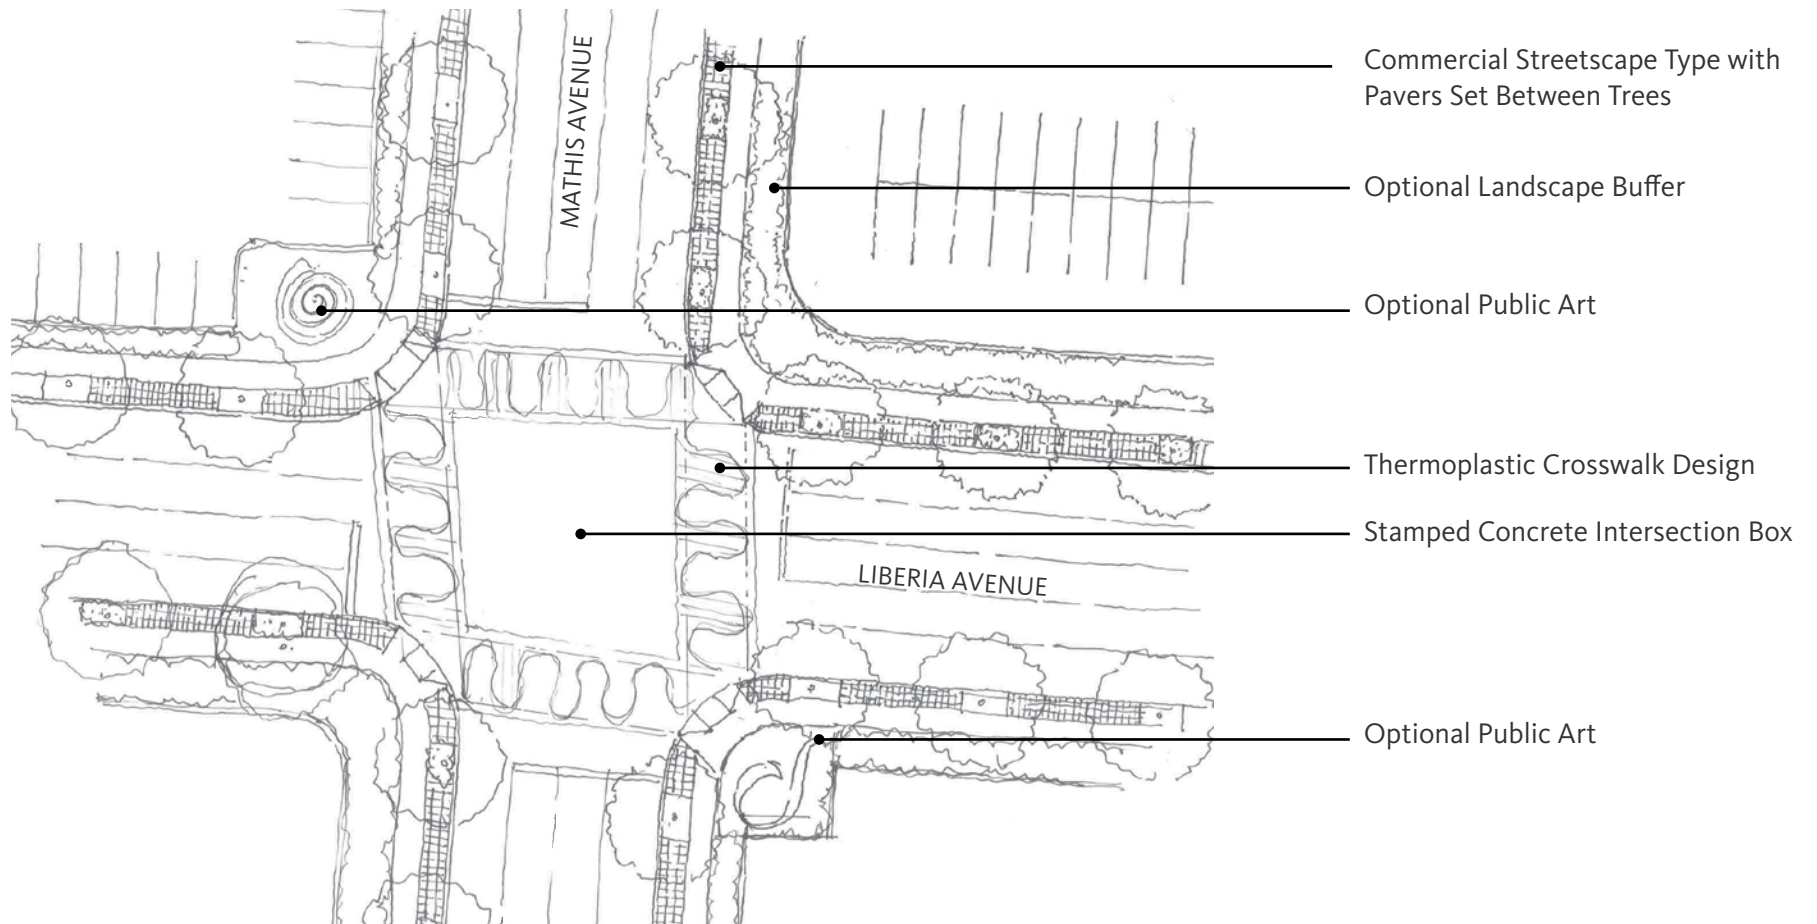 MATHIS AVENUE
Commercial Streetscape Type with
Pavers Set Between Trees
Optional Landscape Buffer
Optional Public Art
Thermoplastic Crosswalk Design
Stamped Concrete Intersection Box
LIBERIA AVENUE
Optional Public Art